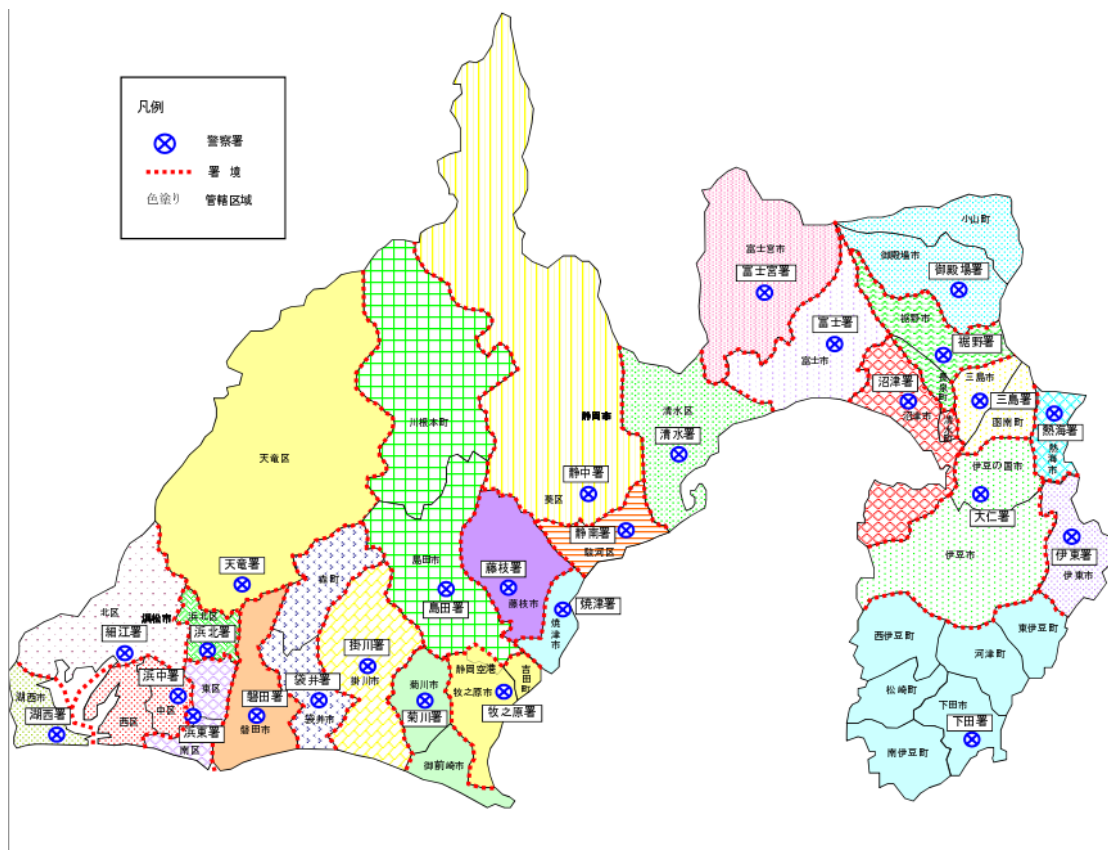 凡例
警察署
署 境
色塗り 管轄区域
小山町
御殿場市
御殿場署
富士宮市
富士宮署
裾野市
裾野署
富士署
富士市
沼津署
沼津市
長泉町
清水町
三島市
三島署
函南町
熱海署
熱海市
伊豆の国市
大仁署
伊豆市
伊東署
伊東市
東伊豆町
西伊豆町
河津町
松崎町
下田市
下田署
南伊豆町
静岡市
清水区
清水署
静中署
葵区
静南署
駿河区
川根本町
天竜区
天竜署
島田市
島田署
藤枝署
藤枝市
焼津署
焼津市
森町
北区
浜松市
細江署
浜北区
浜北署
掛川署
掛川市
静岡空港
吉田町
牧之原市
牧之原署
菊川市
菊川署
御前崎市
袋井署
袋井市
磐田署
磐田市
東区
浜中署
中区
浜東署
西区
南区
湖西市
湖西署